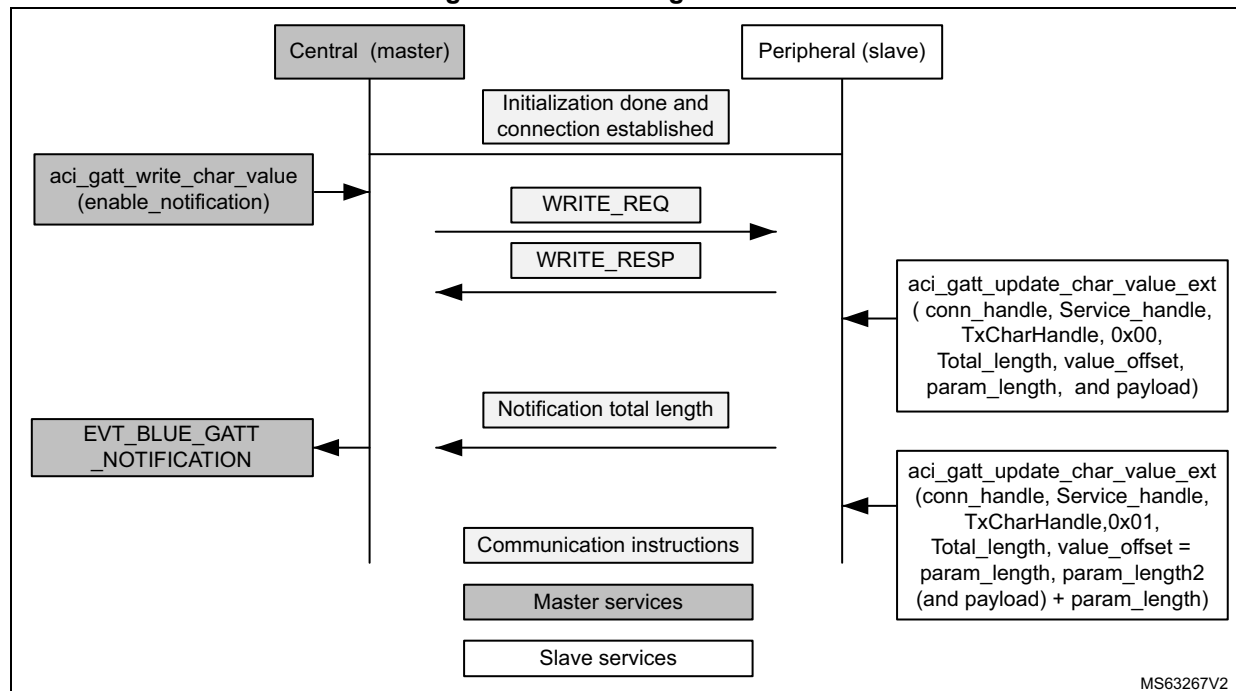 Central (master)
Peripheral (slave)
Initialization done and
connection established
aci_gatt_write_char_value
(enable_notification)
WRITE_REQ
WRITE_RESP
aci_gatt_update_char_value_ext
( conn_handle, Service_handle,
TxCharHandle, 0x00,
Total_length, value_offset,
param_length, and payload)
Notification total length
EVT_BLUE_GATT
_NOTIFICATION
aci_gatt_update_char_value_ext
(conn_handle, Service_handle,
TxCharHandle,0x01,
Total_length, value_offset =
param_length, param_length2
(and payload) + param_length)
Communication instructions
Master services
Slave services
MS63267V2